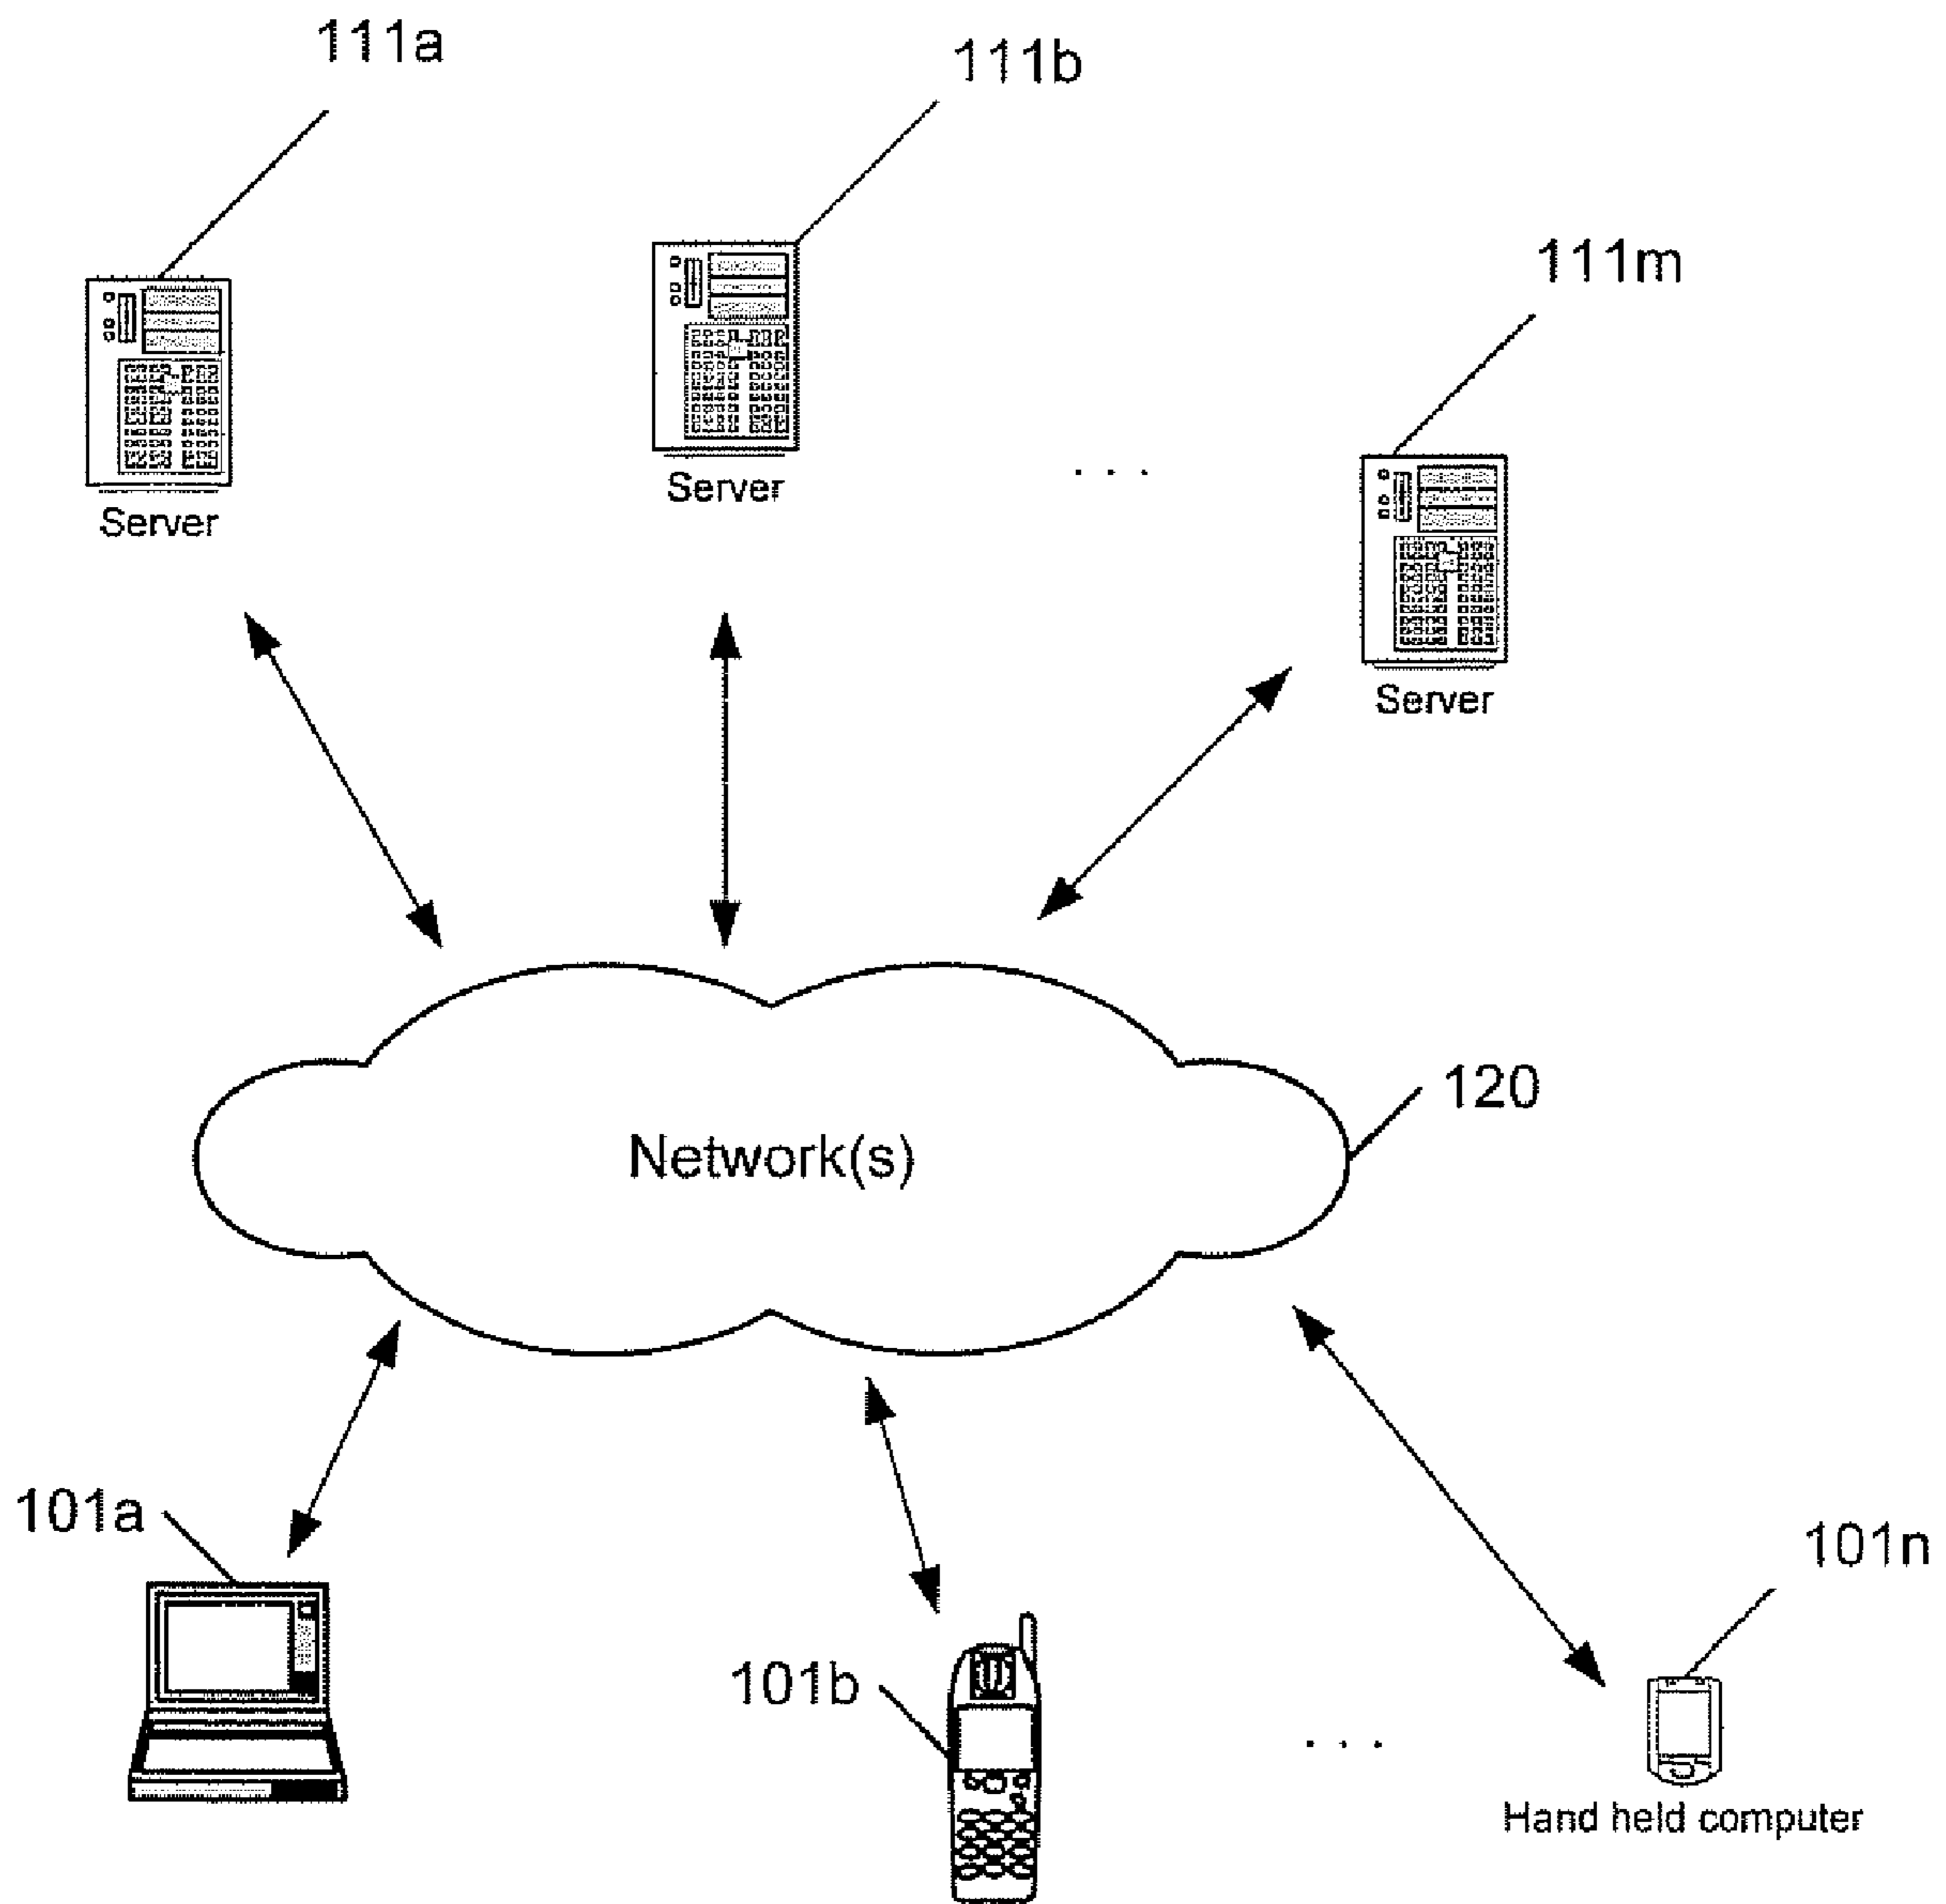 111a
111b
111m
Server
Server
. . .
Server
120
Network(s)
101a
101n
101b
. . .
Hand held computer